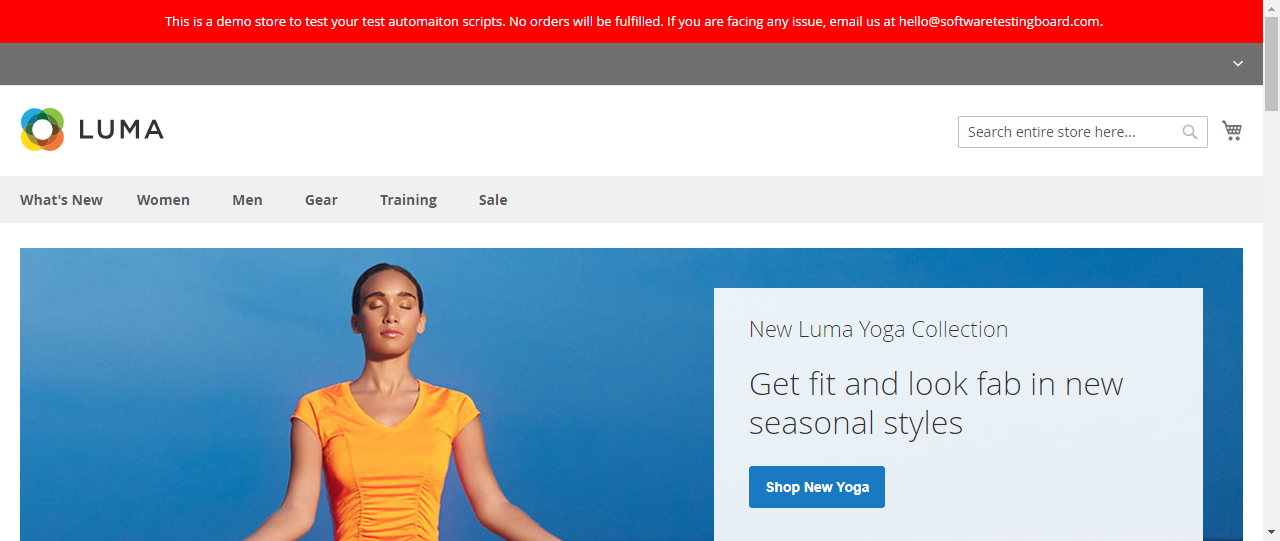 This is a demo store to test your test automaiton scripts. No orders will be fulfilled. If you are facing any issue, email us at hello@softwaretestingboard.com.
LUMA
Search entire store here...
What's New Women Men Gear Training Sale
New Luma Yoga Collection
Get fit and look fab in new
seasonal styles
Shop New Yoga